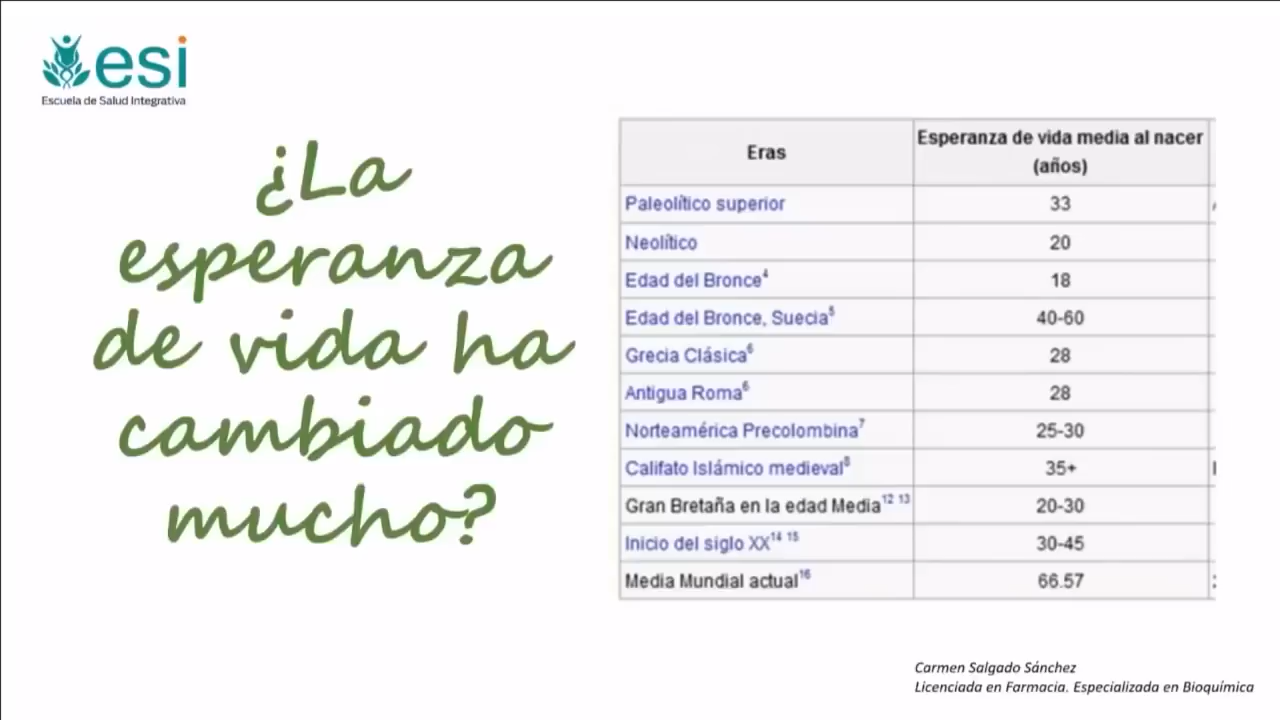 esi
Escuela de Salud Integrativa
¿La
esperanza
de vida ha
cambiado
mucho?
Eras Esperanza de vida media al nacer (años)
Paleolítico superior 33
Neolítico 20
Edad del Bronce⁴ 18
Edad del Bronce, Suecia⁵ 40-60
Grecia Clásica⁶ 28
Antigua Roma⁶ 28
Norteamérica Precolombina⁷ 25-30
Califato Islámico medieval⁸ 35+
Gran Bretaña en la edad Media¹² ¹³ 20-30
Inicio del siglo XX¹⁴ ¹⁵ 30-45
Media Mundial actual¹⁶ 66.57
Carmen Salgado Sánchez
Licenciada en Farmacia. Especializada en Bioquímica